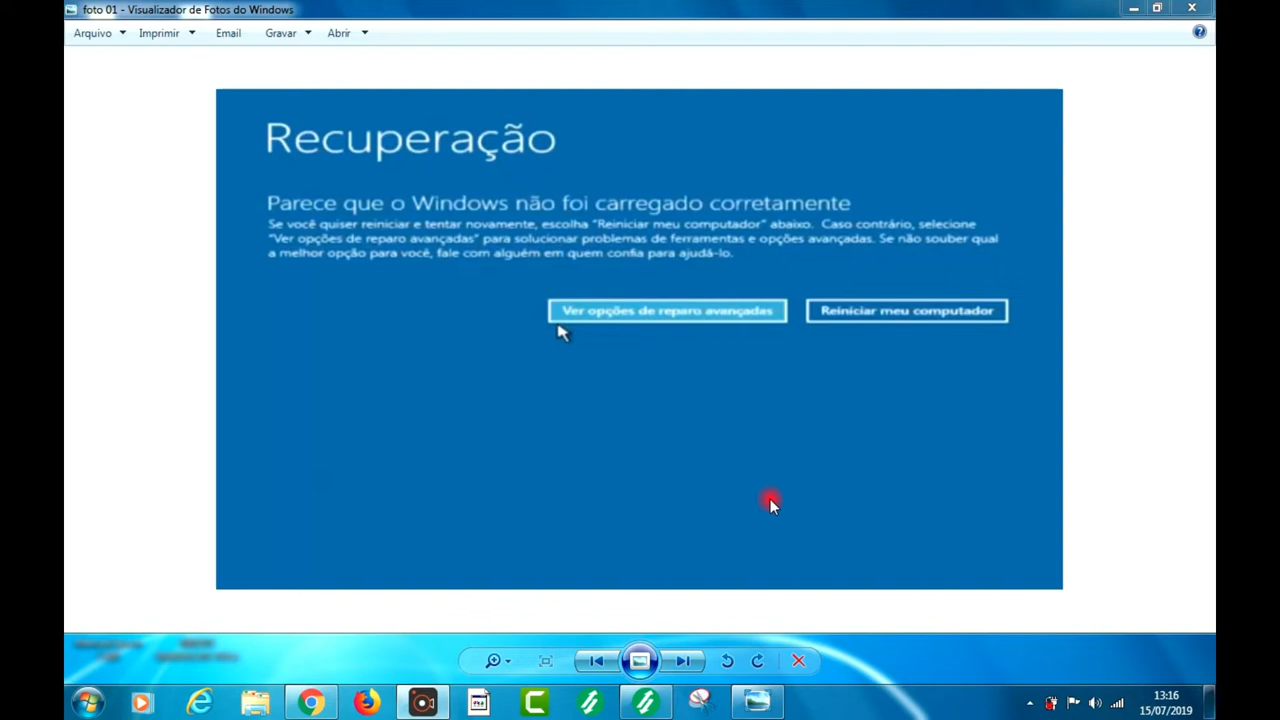 foto 01 - Visualizador de Fotos do Windows
Arquivo Imprimir Email Gravar Abrir
Recuperação
Parece que o Windows não foi carregado corretamente
Se você quiser reiniciar e tentar novamente, escolha "Reiniciar meu computador" abaixo. Caso contrário, selecione
"Ver opções de reparo avançadas" para solucionar problemas de ferramentas e opções avançadas. Se não souber qual
a melhor opção para você, fale com alguém em quem confia para ajudá-lo.
Ver opções de reparo avançadas Reiniciar meu computador
13:16
15/07/2019